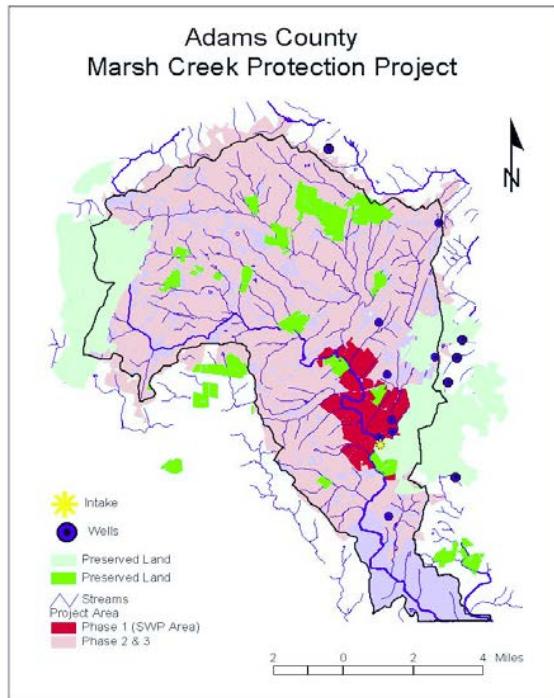 Adams County
Marsh Creek Protection Project
N
Intake
Wells
Preserved Land
Preserved Land
Streams
Project Area
Phase 1 (SWP Area)
Phase 2 & 3
2 0 2 4 Miles